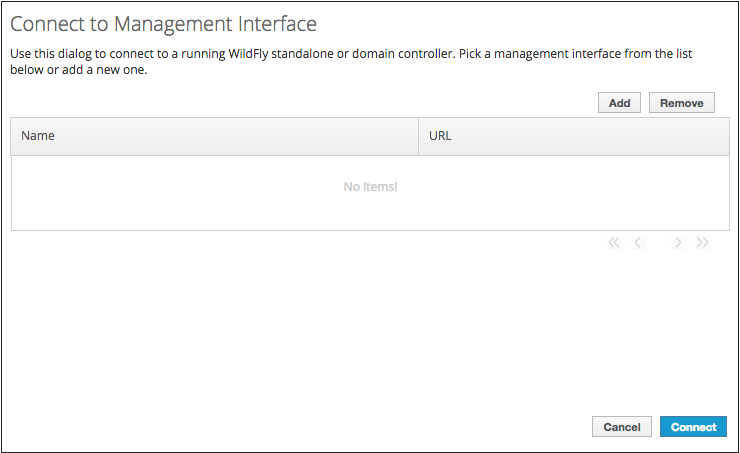 Connect to Management Interface
Use this dialog to connect to a running WildFly standalone or domain controller. Pick a management interface from the list
below or add a new one.
Add Remove
Name URL
No Items!
Cancel Connect